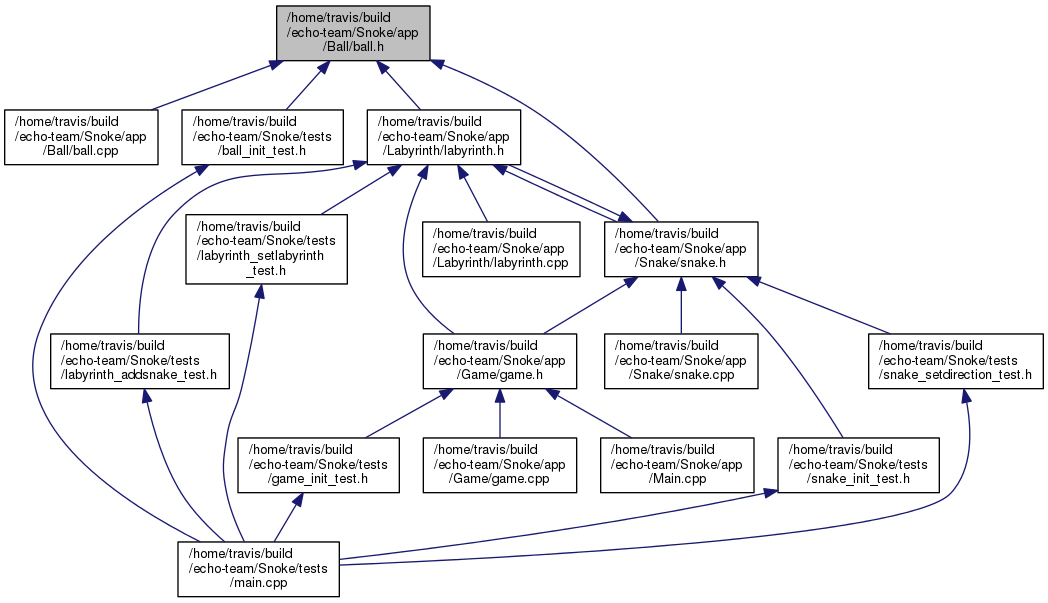 /home/travis/build
/echo-team/Snoke/app
/Ball/ball.h
/home/travis/build
/echo-team/Snoke/app
/Ball/ball.cpp
/home/travis/build
/echo-team/Snoke/tests
/ball_init_test.h
/home/travis/build
/echo-team/Snoke/app
/Labyrinth/labyrinth.h
/home/travis/build
/echo-team/Snoke/tests
/labyrinth_setlabyrinth
_test.h
/home/travis/build
/echo-team/Snoke/app
/Labyrinth/labyrinth.cpp
/home/travis/build
/echo-team/Snoke/app
/Snake/snake.h
/home/travis/build
/echo-team/Snoke/tests
/labyrinth_addsnake_test.h
/home/travis/build
/echo-team/Snoke/app
/Game/game.h
/home/travis/build
/echo-team/Snoke/app
/Snake/snake.cpp
/home/travis/build
/echo-team/Snoke/tests
/snake_setdirection_test.h
/home/travis/build
/echo-team/Snoke/tests
/game_init_test.h
/home/travis/build
/echo-team/Snoke/app
/Game/game.cpp
/home/travis/build
/echo-team/Snoke/app
/Main.cpp
/home/travis/build
/echo-team/Snoke/tests
/snake_init_test.h
/home/travis/build
/echo-team/Snoke/tests
/main.cpp